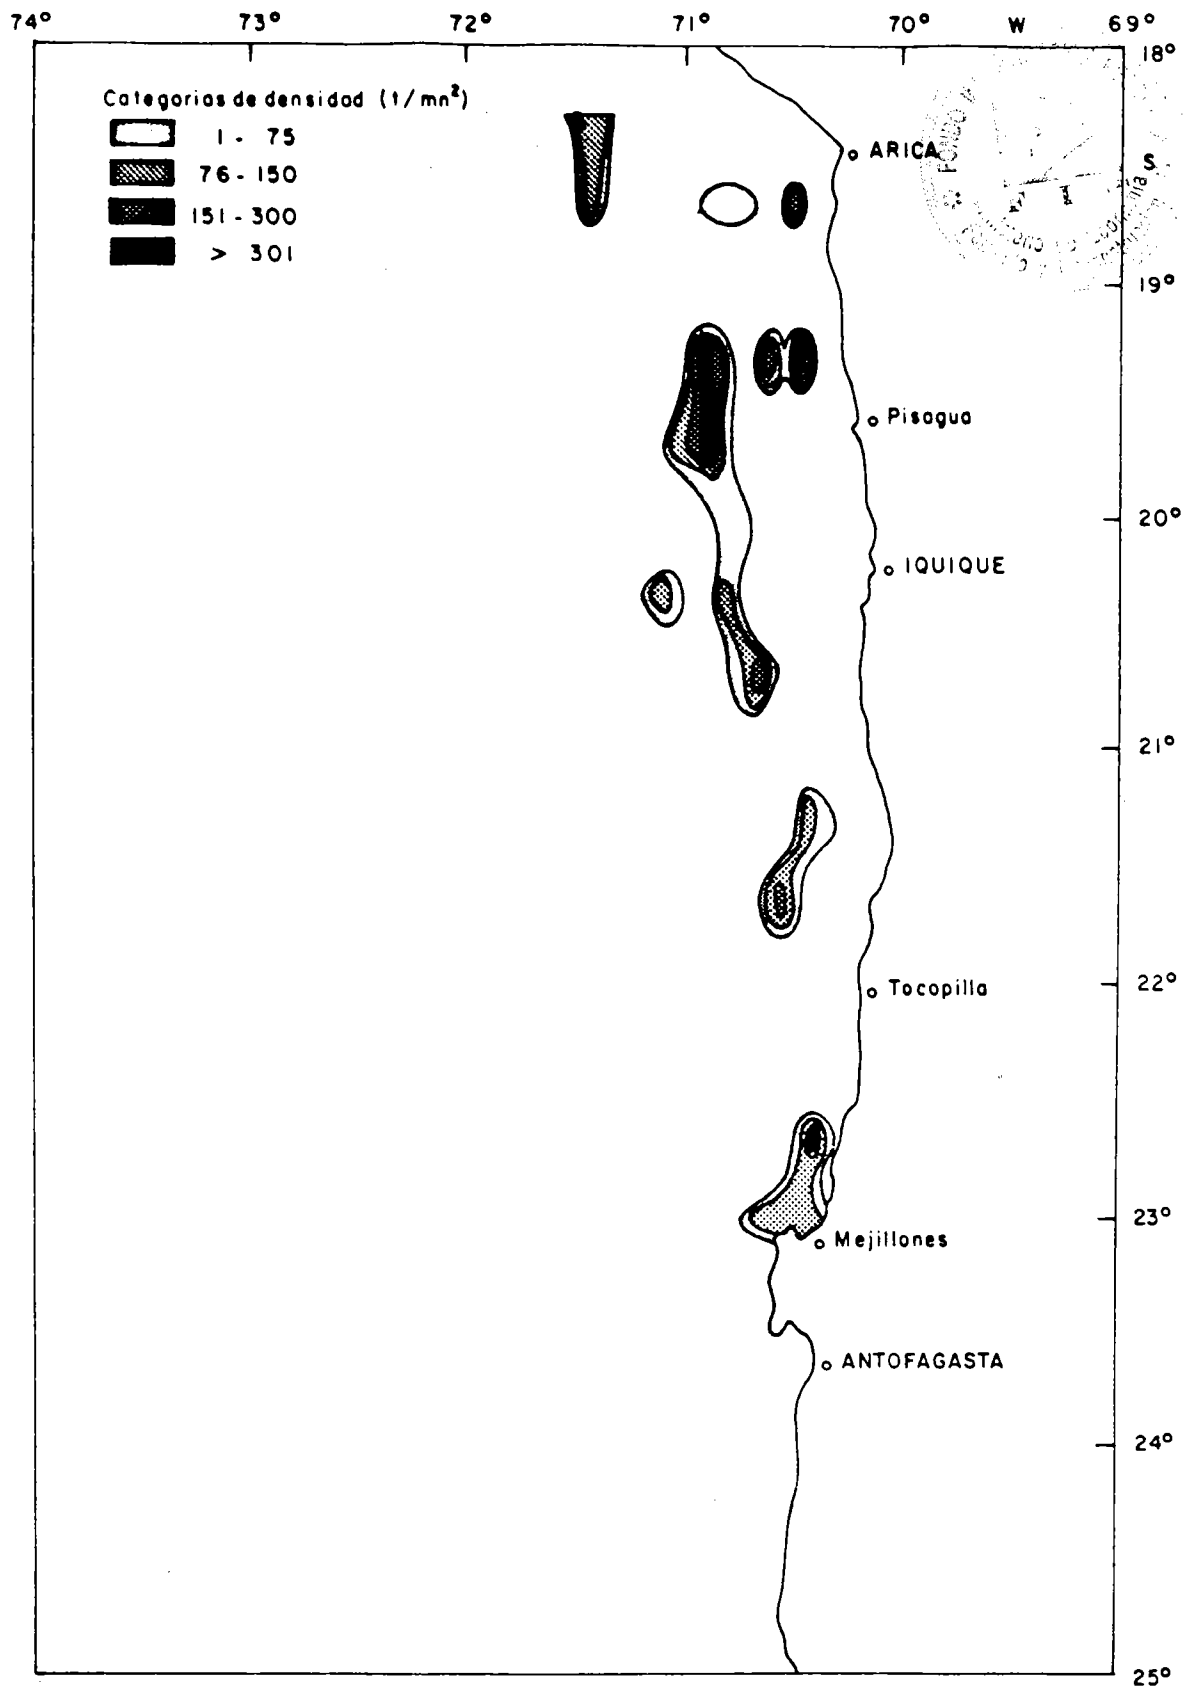 74° 73° 72° 71° 70° W 69°
18°
Categorias de densidad (t/mn²)
1 - 75
76 - 150
151 - 300
> 301
ARICA
S
FONDO
19°
Pisagua
20°
IQUIQUE
21°
22°
Tocopilla
23°
Mejillones
ANTOFAGASTA
24°
25°